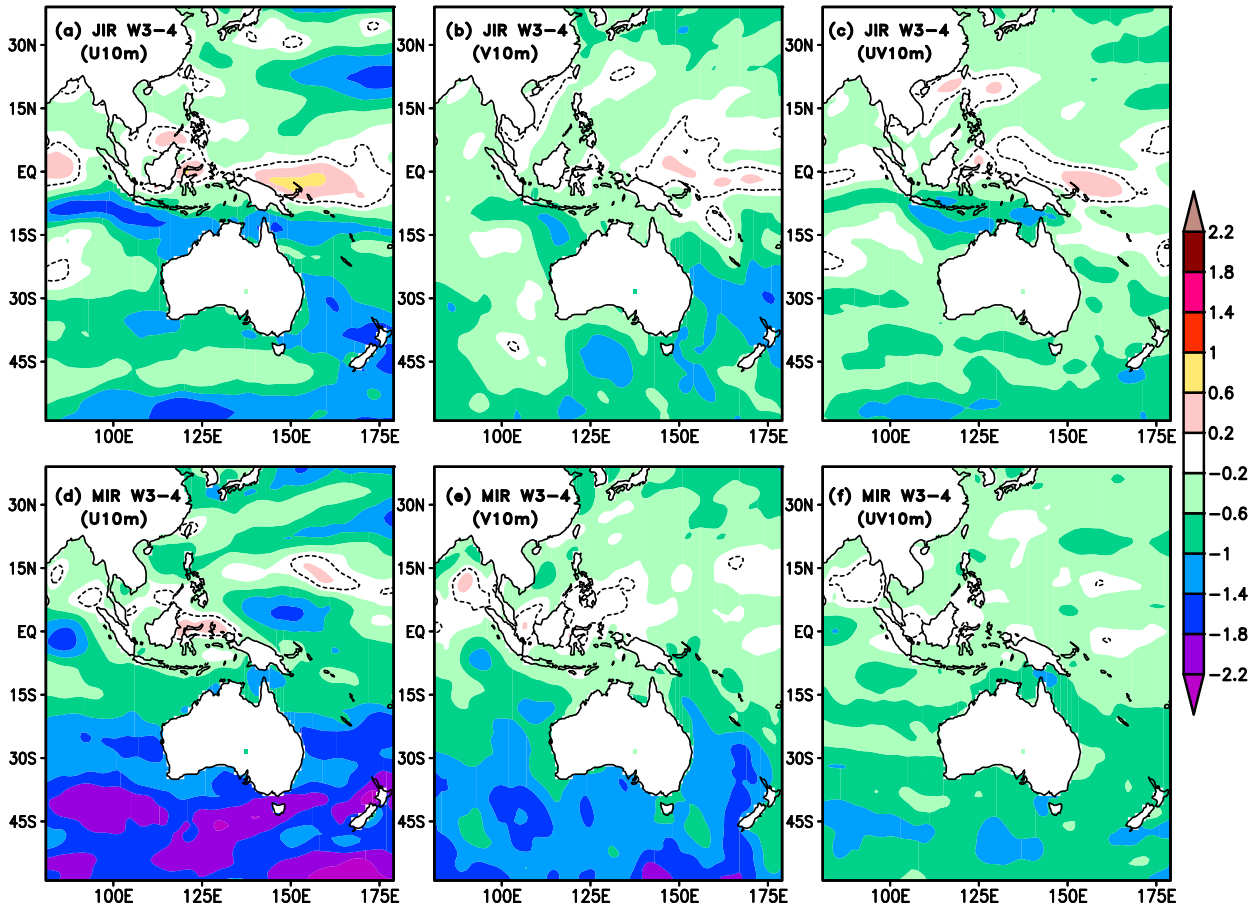 (a) JIR W3-4
(U10m)
(b) JIR W3-4
(V10m)
(c) JIR W3-4
(UV10m)
30N
15N
EQ
15S
30S
45S
30N
15N
EQ
15S
30S
45S
30N
15N
EQ
15S
30S
45S
100E 125E 150E 175E
100E 125E 150E 175E
100E 125E 150E 175E
(d) MIR W3-4
(U10m)
(e) MIR W3-4
(V10m)
(f) MIR W3-4
(UV10m)
30N
15N
EQ
15S
30S
45S
30N
15N
EQ
15S
30S
45S
30N
15N
EQ
15S
30S
45S
100E 125E 150E 175E
100E 125E 150E 175E
100E 125E 150E 175E
2.2
1.8
1.4
1
0.6
0.2
-0.2
-0.6
-1
-1.4
-1.8
-2.2